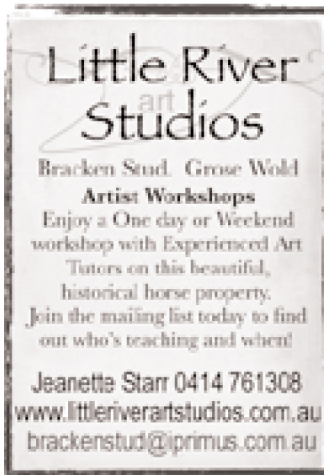 Little River
art
Studios
Bracken Stud. Grose Wold
Artist Workshops
Enjoy a One day or Weekend
workshop with Experienced Art
Tutors on this beautiful,
historical horse property.
Join the mailing list today to find
out who's teaching and when!
Jeanette Starr 0414 761308
www.littleriverartstudios.com.au
brackenstud@iprimus.com.au